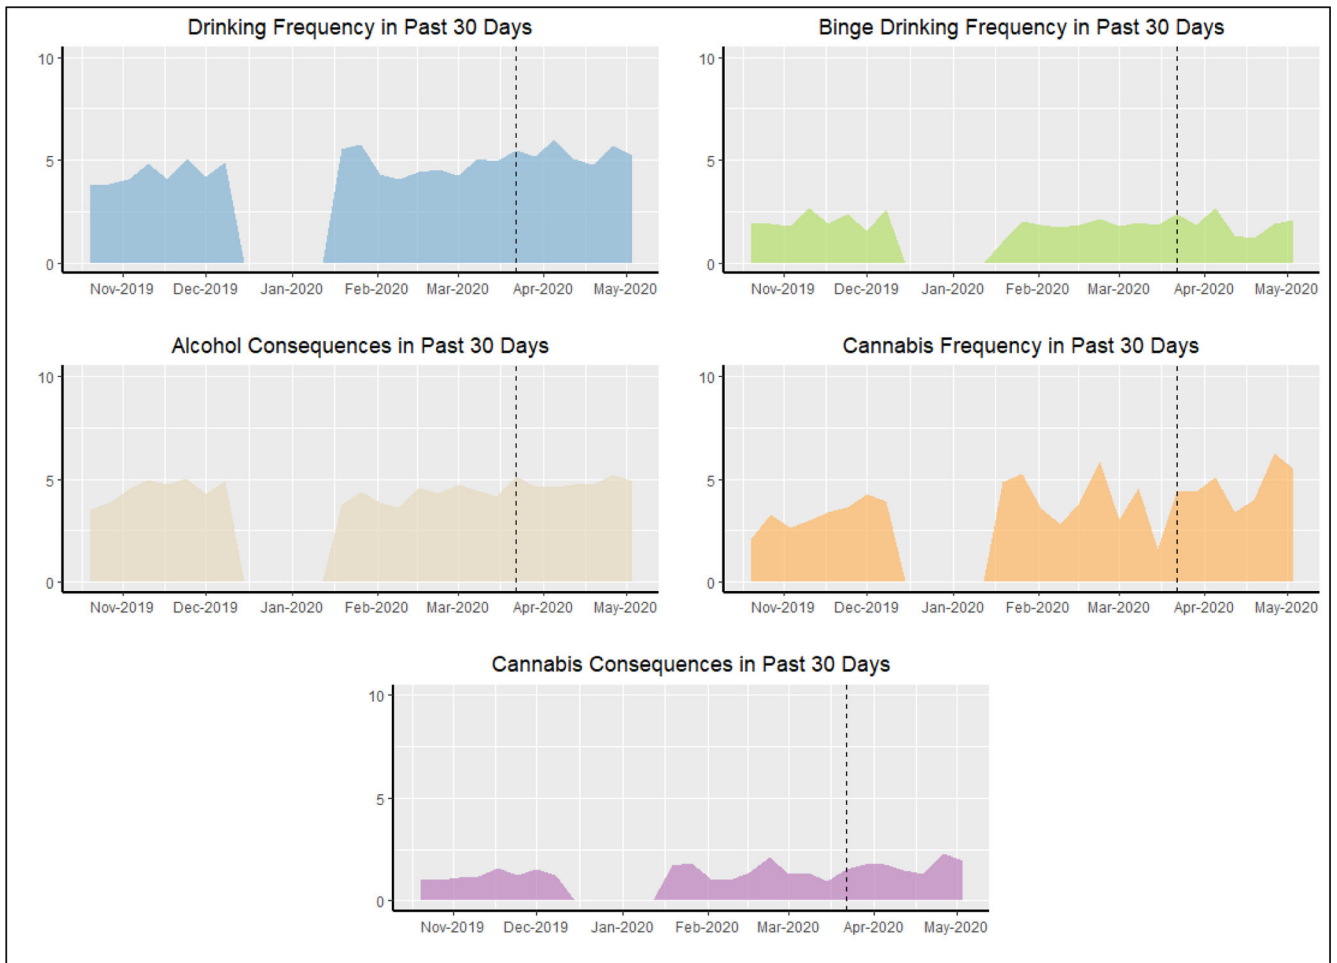 Drinking Frequency in Past 30 Days
10
5
0
Nov-2019 Dec-2019 Jan-2020 Feb-2020 Mar-2020 Apr-2020 May-2020
Binge Drinking Frequency in Past 30 Days
10
5
0
Nov-2019 Dec-2019 Jan-2020 Feb-2020 Mar-2020 Apr-2020 May-2020
Alcohol Consequences in Past 30 Days
10
5
0
Nov-2019 Dec-2019 Jan-2020 Feb-2020 Mar-2020 Apr-2020 May-2020
Cannabis Frequency in Past 30 Days
10
5
0
Nov-2019 Dec-2019 Jan-2020 Feb-2020 Mar-2020 Apr-2020 May-2020
Cannabis Consequences in Past 30 Days
10
5
0
Nov-2019 Dec-2019 Jan-2020 Feb-2020 Mar-2020 Apr-2020 May-2020